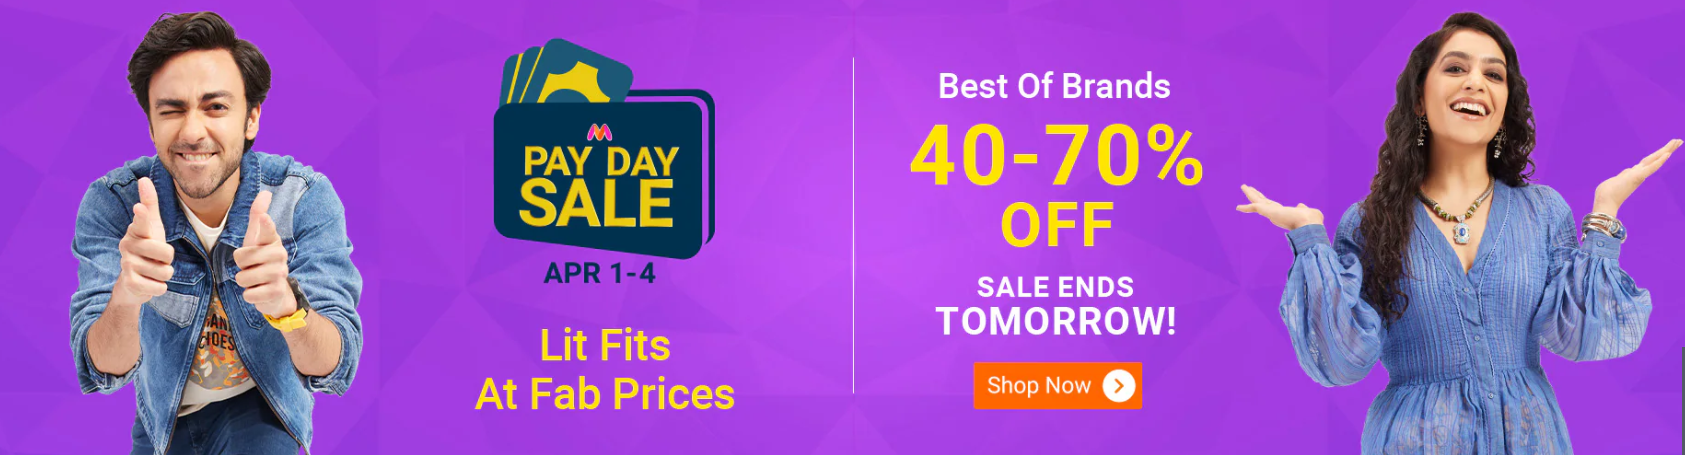 PAY DAY
SALE
APR 1-4
Lit Fits
At Fab Prices
Best Of Brands
40-70%
OFF
SALE ENDS
TOMORROW!
Shop Now